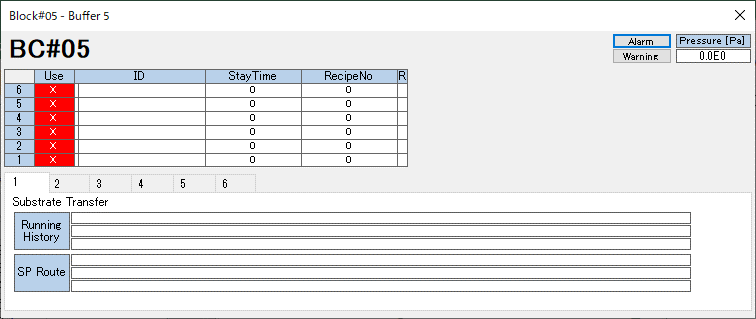 Block#05 - Buffer 5
BC#05
Alarm
Pressure [Pa]
Warning
0.0E0
Use ID StayTime RecipeNo R
6 X 0 0
5 X 0 0
4 X 0 0
3 X 0 0
2 X 0 0
1 X 0 0
1 2 3 4 5 6
Substrate Transfer
Running
History
SP Route